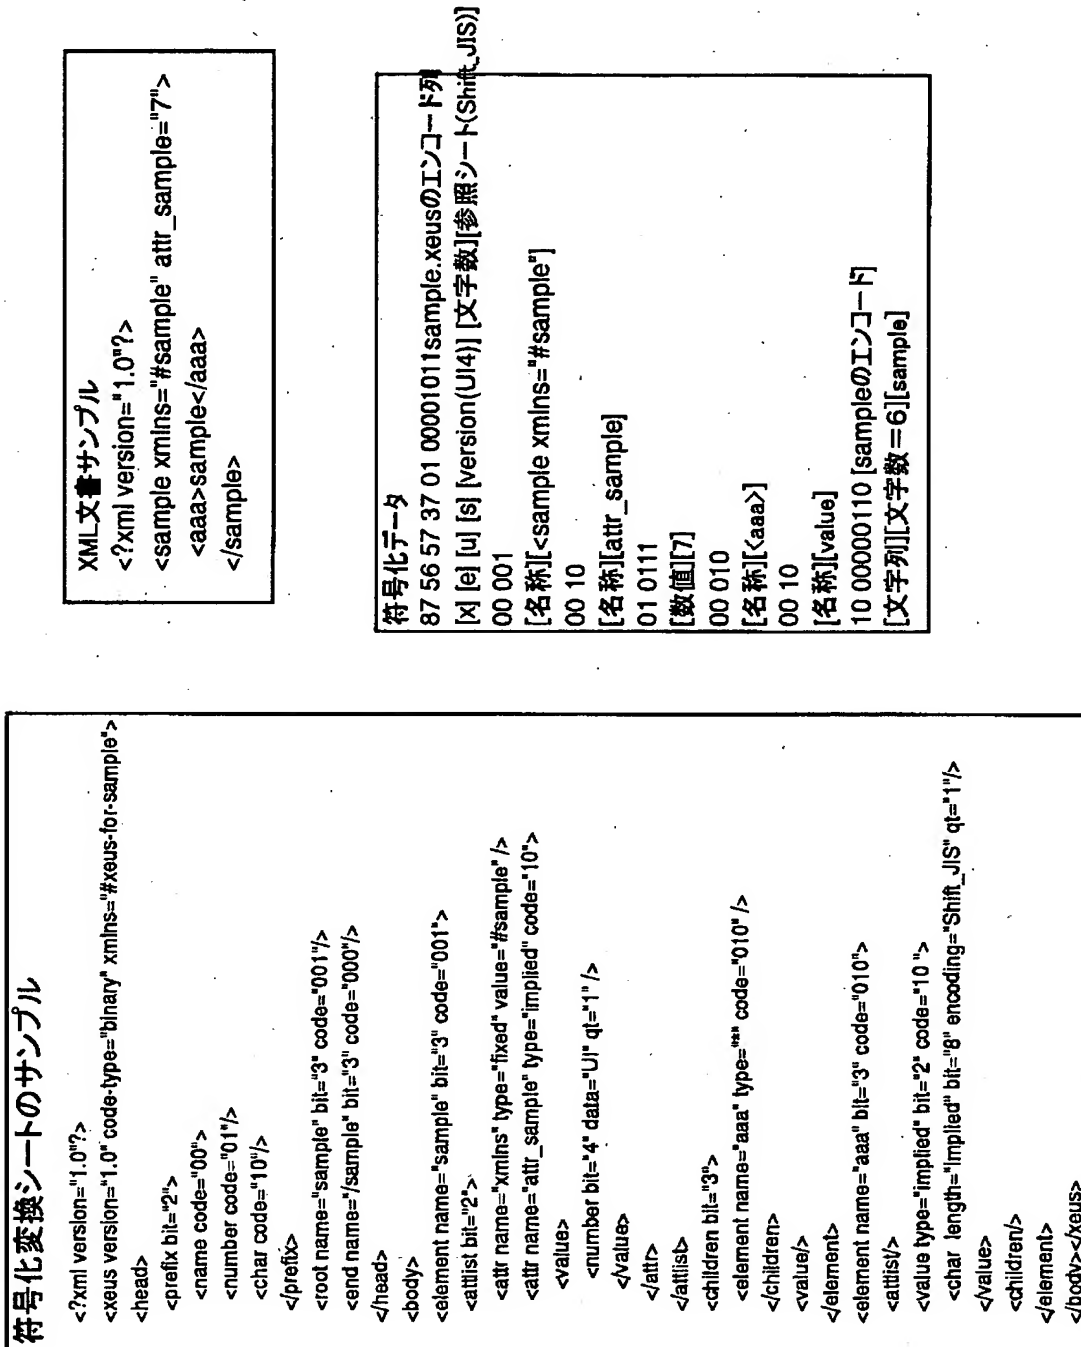 符号化変換シートのサンプル
<?xml version="1.0"?>
<xeus version="1.0" code-type="binary" xmlns="#xeus-for-sample">
<head>
<prefix bit="2">
<name code="00">
<number code="01"/>
<char code="10"/>
</prefix>
<root name="sample" bit="3" code="001"/>
<end name="/sample" bit="3" code="000"/>
</head>
<body>
<element name="sample" bit="3" code="001">
<attlist bit="2">
<attr name="xmlns" type="fixed" value="#sample" />
<attr name="attr_sample" type="implied" code="10">
<value>
<number bit="4" data="UI" qt="1" />
</value>
</attr>
</attlist>
<children bit="3">
<element name="aaa" type="*" code="010" />
</children>
<value/>
</element>
<element name="aaa" bit="3" code="010">
<attist/>
<value type="implied" bit="2" code="10 ">
<char length="implied" bit="8" encoding="Shift_JIS" qt="1"/>
</value>
<children/>
</element>
</body></xeus>
XML文書サンプル
<?xml version="1.0"?>
<sample xmlns="#sample" attr_sample="7">
<aaa>sample</aaa>
</sample>
符号化データ
87 56 57 37 01 00001011sample.xeusのエンコード列
[x] [e] [u] [s] [version(UI4)] [文字数][参照シート(Shift_JIS)]
00 001
[名称][<sample xmlns="#sample"]
00 10
[名称][attr_sample]
01 0111
[数値][7]
00 010
[名称][<aaa>]
00 10
[名称][value]
10 00000110 [sampleのエンコード]
[文字列][文字数=6][sample]